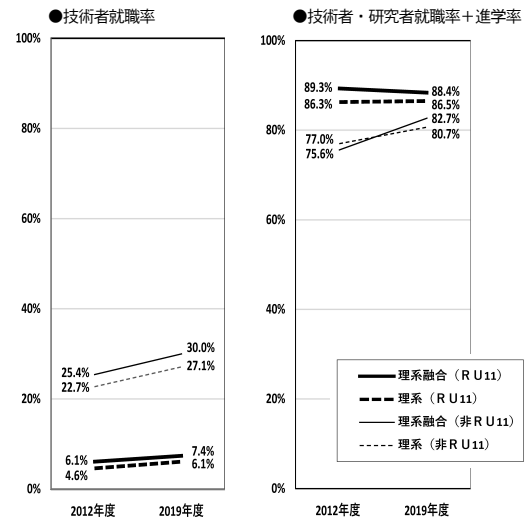 ●技術者就職率
100%
80%
60%
40%
20%
0%
25.4%
22.7%
30.0%
27.1%
6.1%
4.6%
7.4%
6.1%
2012年度
2019年度
●技術者・研究者就職率＋進学率
100%
80%
60%
40%
20%
0%
89.3%
86.3%
77.0%
75.6%
88.4%
86.5%
82.7%
80.7%
理系融合（ＲＵ11）
理系（ＲＵ11）
理系融合（非ＲＵ11）
理系（非ＲＵ11）
2012年度
2019年度